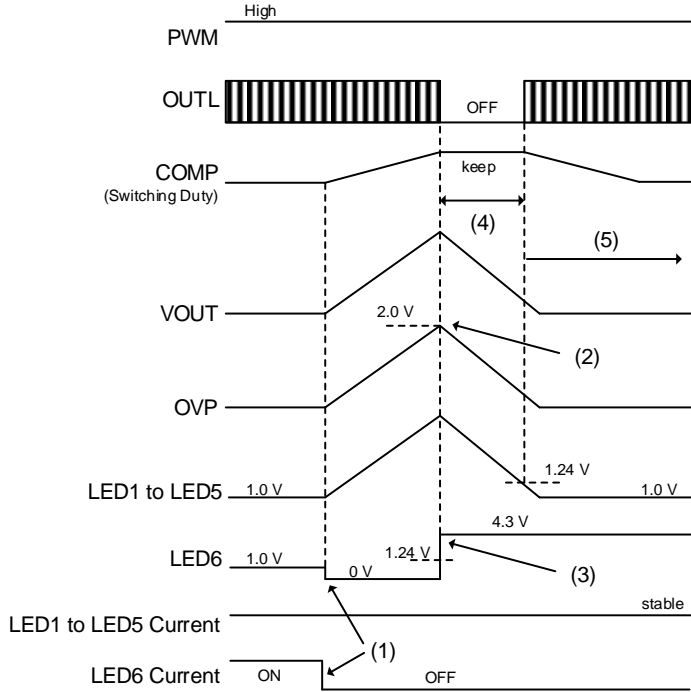 High
PWM
OUTL
OFF
COMP
(Switching Duty)
keep
(4)
(5)
VOUT
2.0 V
(2)
OVP
1.24 V
LED1 to LED5
1.0 V
1.0 V
4.3 V
LED6
1.0 V
1.24 V
0 V
(3)
stable
LED1 to LED5 Current
(1)
LED6 Current
ON
OFF